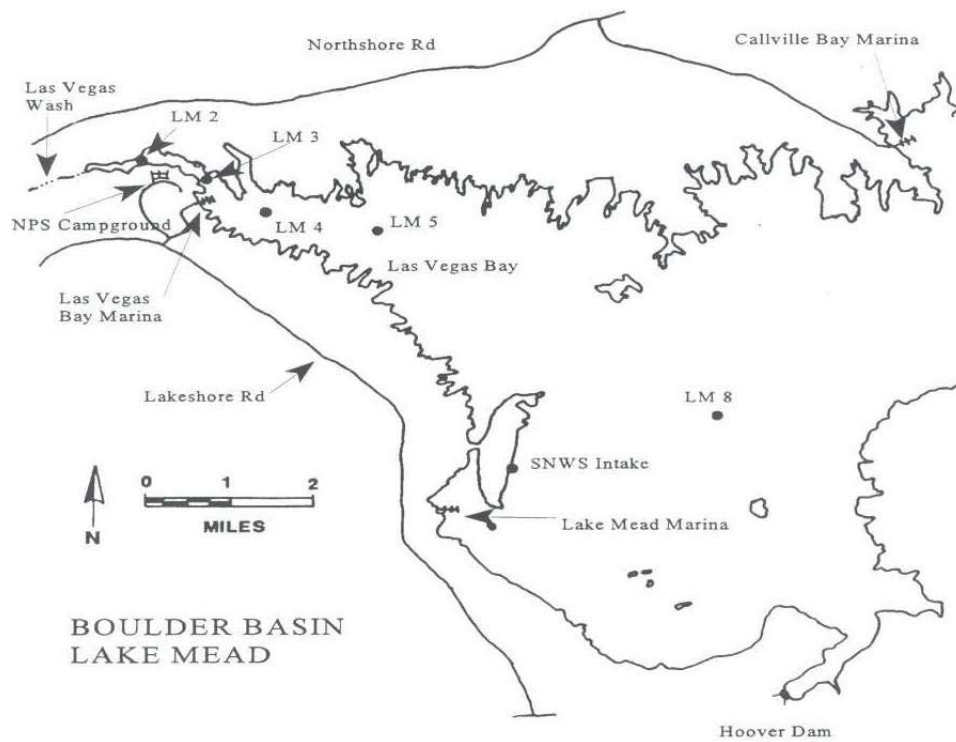 Northshore Rd
Callville Bay Marina
Las Vegas
Wash
LM 2
LM 3
NPS Campground
LM 4
LM 5
Las Vegas Bay
Las Vegas
Bay Marina
Lakeshore Rd
LM 8
SNWS Intake
0 1 2
MILES
N
Lake Mead Marina
BOULDER BASIN
LAKE MEAD
Hoover Dam